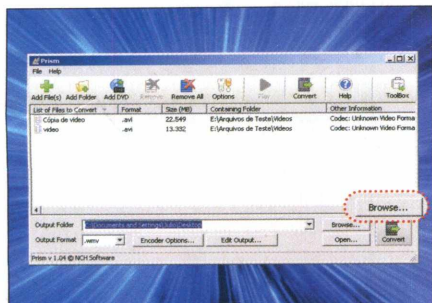 Prism
File Help
Add File(s) Add Folder Add DVD Remove Remove All Options Play Convert Help ToolBox
List of Files to Convert Format Size (MB) Containing Folder Other Information
Cópia de video .avi 22.549 E:\Arquivos de Teste\Videos Codec: Unknown Video Forma
video .avi 13.332 E:\Arquivos de Teste\Videos Codec: Unknown Video Forma
Browse...
Output Folder Browse...
Output Format .wmv Encoder Options... Edit Output... Open... Convert
Prism v 1.04 © NCH Software